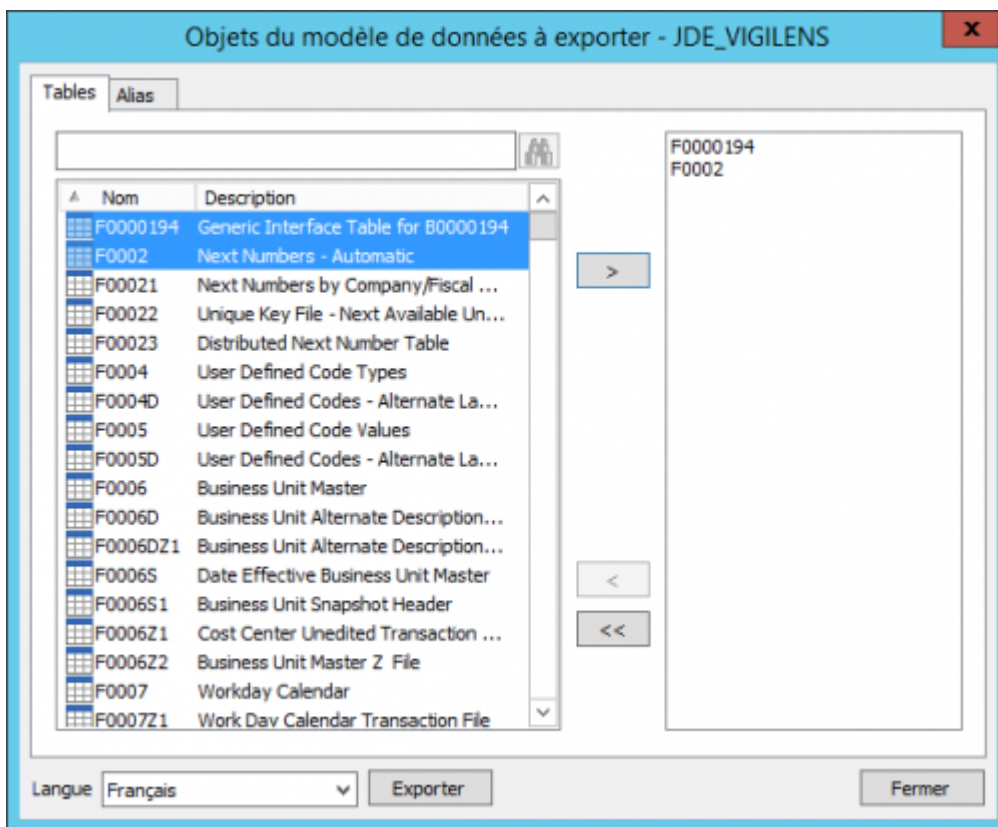 Objets du modèle de données à exporter - JDE_VIGILENS
x
Tables Alias
Nom Description
F0000194 Generic Interface Table for B0000194
F0002 Next Numbers - Automatic
F00021 Next Numbers by Company/Fiscal ...
F00022 Unique Key File - Next Available Un...
F00023 Distributed Next Number Table
F0004 User Defined Code Types
F0004D User Defined Codes - Alternate La...
F0005 User Defined Code Values
F0005D User Defined Codes - Alternate La...
F0006 Business Unit Master
F0006D Business Unit Alternate Description...
F0006DZ1 Business Unit Alternate Description...
F0006S Date Effective Business Unit Master
F0006S1 Business Unit Snapshot Header
F0006Z1 Cost Center Unedited Transaction ...
F0006Z2 Business Unit Master Z File
F0007 Workday Calendar
F0007Z1 Work Day Calendar Transaction File
>
<
<<
F0000194
F0002
Langue Français Exporter Fermer